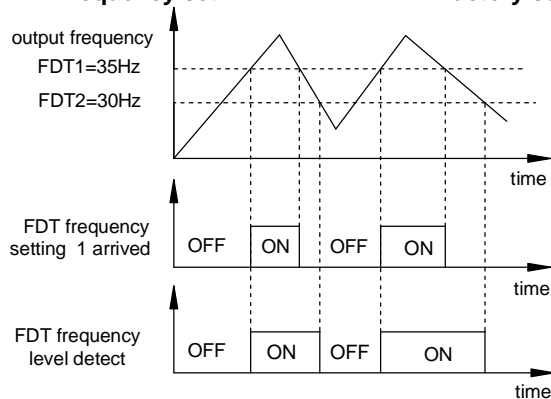 output frequency
FDT1=35Hz
FDT2=30Hz
time
FDT frequency
setting 1 arrived
OFF ON OFF ON
time
FDT frequency
level detect
OFF ON OFF ON
time